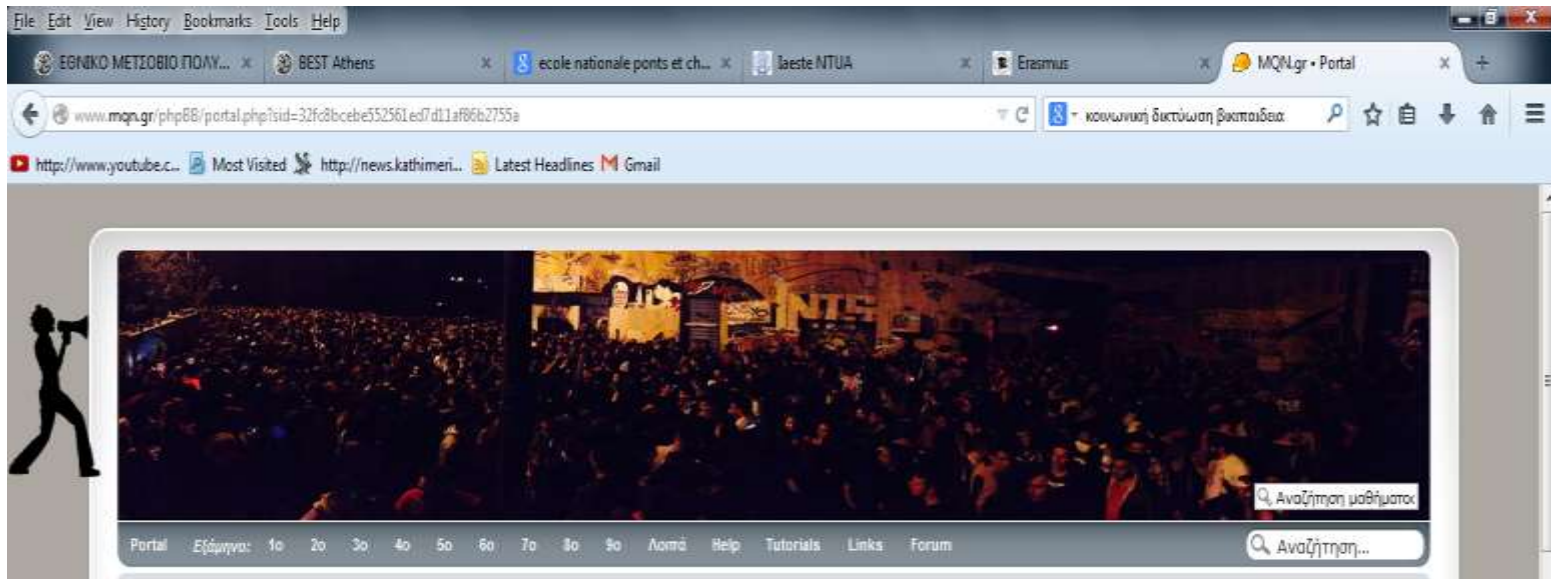 File Edit View History Bookmarks Tools Help
ΕΘΝΙΚΟ ΜΕΤΣΟΒΙΟ ΠΟΛΥ... BEST Athens ecole nationale ponts et ch... Iaeste NTUA Erasmus MQN.gr • Portal
www.mqn.gr/phpBB/portal.php?sid=32fc8bcebe552561ed7d11af86b2755a κοινωνική δικτύωση βικιπαιδεια
http://www.youtube.c... Most Visited http://news.kathimeri... Latest Headlines Gmail
NTS
Αναζήτηση μαθήματος
Portal Εξάμηνα: 1ο 2ο 3ο 4ο 5ο 6ο 7ο 8ο 9ο Λοιπά Help Tutorials Links Forum Αναζήτηση...